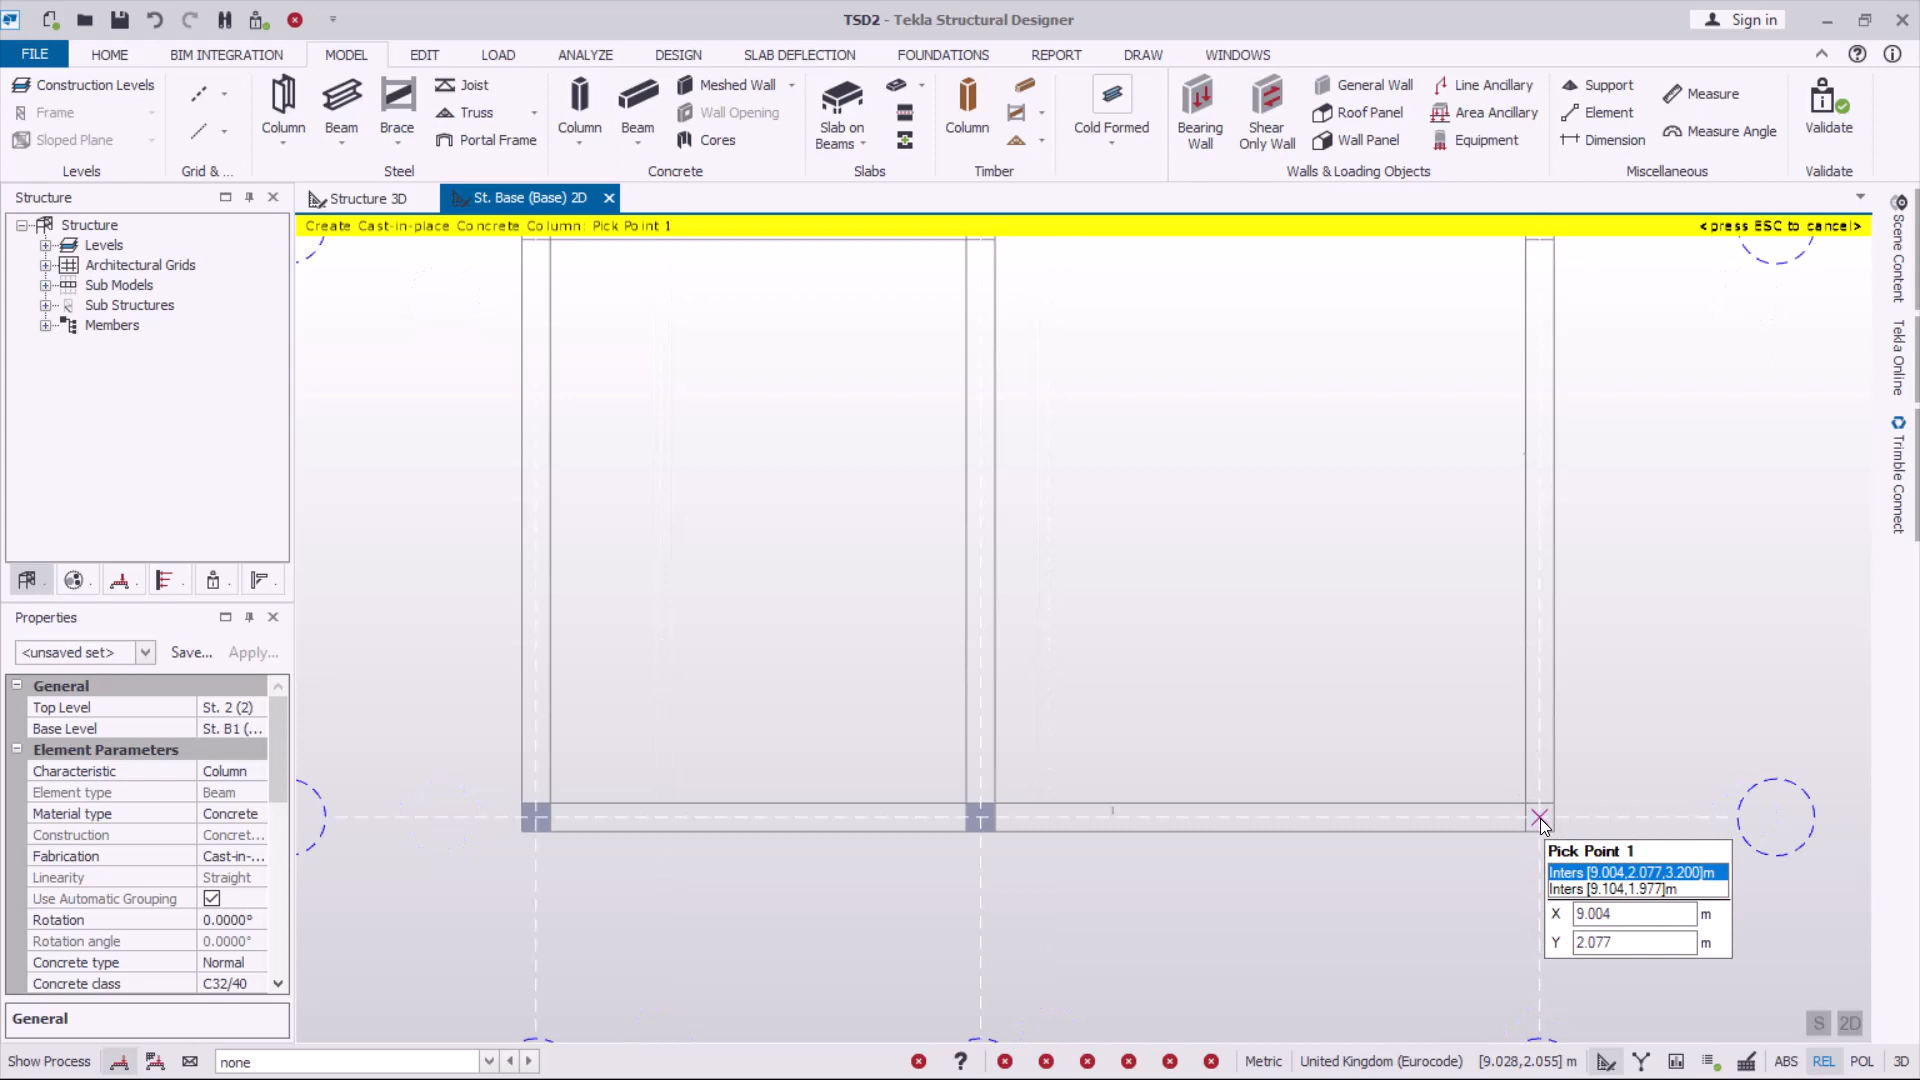 TSD2 - Tekla Structural Designer
Sign in
FILE
HOME
BIM INTEGRATION
MODEL
EDIT
LOAD
ANALYZE
DESIGN
SLAB DEFLECTION
FOUNDATIONS
REPORT
DRAW
WINDOWS
Construction Levels
Frame
Sloped Plane
Levels
Grid & ...
Column
Beam
Brace
Joist
Truss
Portal Frame
Steel
Column
Beam
Meshed Wall
Wall Opening
Cores
Concrete
Slab on
Beams
Slabs
Column
Timber
Cold Formed
Bearing
Wall
Shear
Only Wall
General Wall
Roof Panel
Wall Panel
Line Ancillary
Area Ancillary
Equipment
Walls & Loading Objects
Support
Element
Dimension
Measure
Measure Angle
Miscellaneous
Validate
Validate
Structure
Structure
Levels
Architectural Grids
Sub Models
Sub Structures
Members
Structure 3D
St. Base (Base) 2D
Create Cast-in-place Concrete Column: Pick Point 1
<press ESC to cancel>
Scene Content
Tekla Online
Trimble Connect
Properties
<unsaved set>
Save...
Apply...
General
Top Level St. 2 (2)
Base Level St. B1 (...
Element Parameters
Characteristic Column
Element type Beam
Material type Concrete
Construction Concret...
Fabrication Cast-in-...
Linearity Straight
Use Automatic Grouping
Rotation 0.0000°
Rotation angle 0.0000°
Concrete type Normal
Concrete class C32/40
General
Pick Point 1
Inters [9.004,2.077,3.200]m
Inters [9.104,1.977]m
X 9.004 m
Y 2.077 m
S 2D
Show Process
none
Metric
United Kingdom (Eurocode)
[9.028,2.055] m
ABS
REL
POL
3D